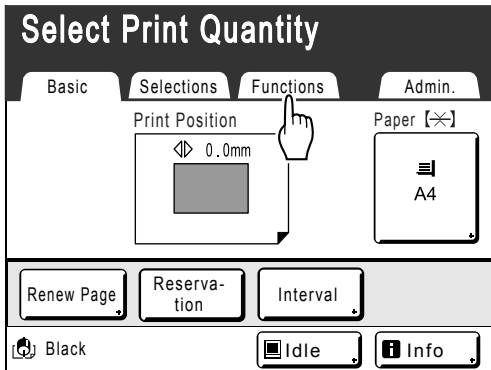 Select Print Quantity
Basic Selections Functions Admin.
Print Position Paper【⚹】
0.0mm
A4
Renew Page Reserva-
tion Interval
Black Idle Info